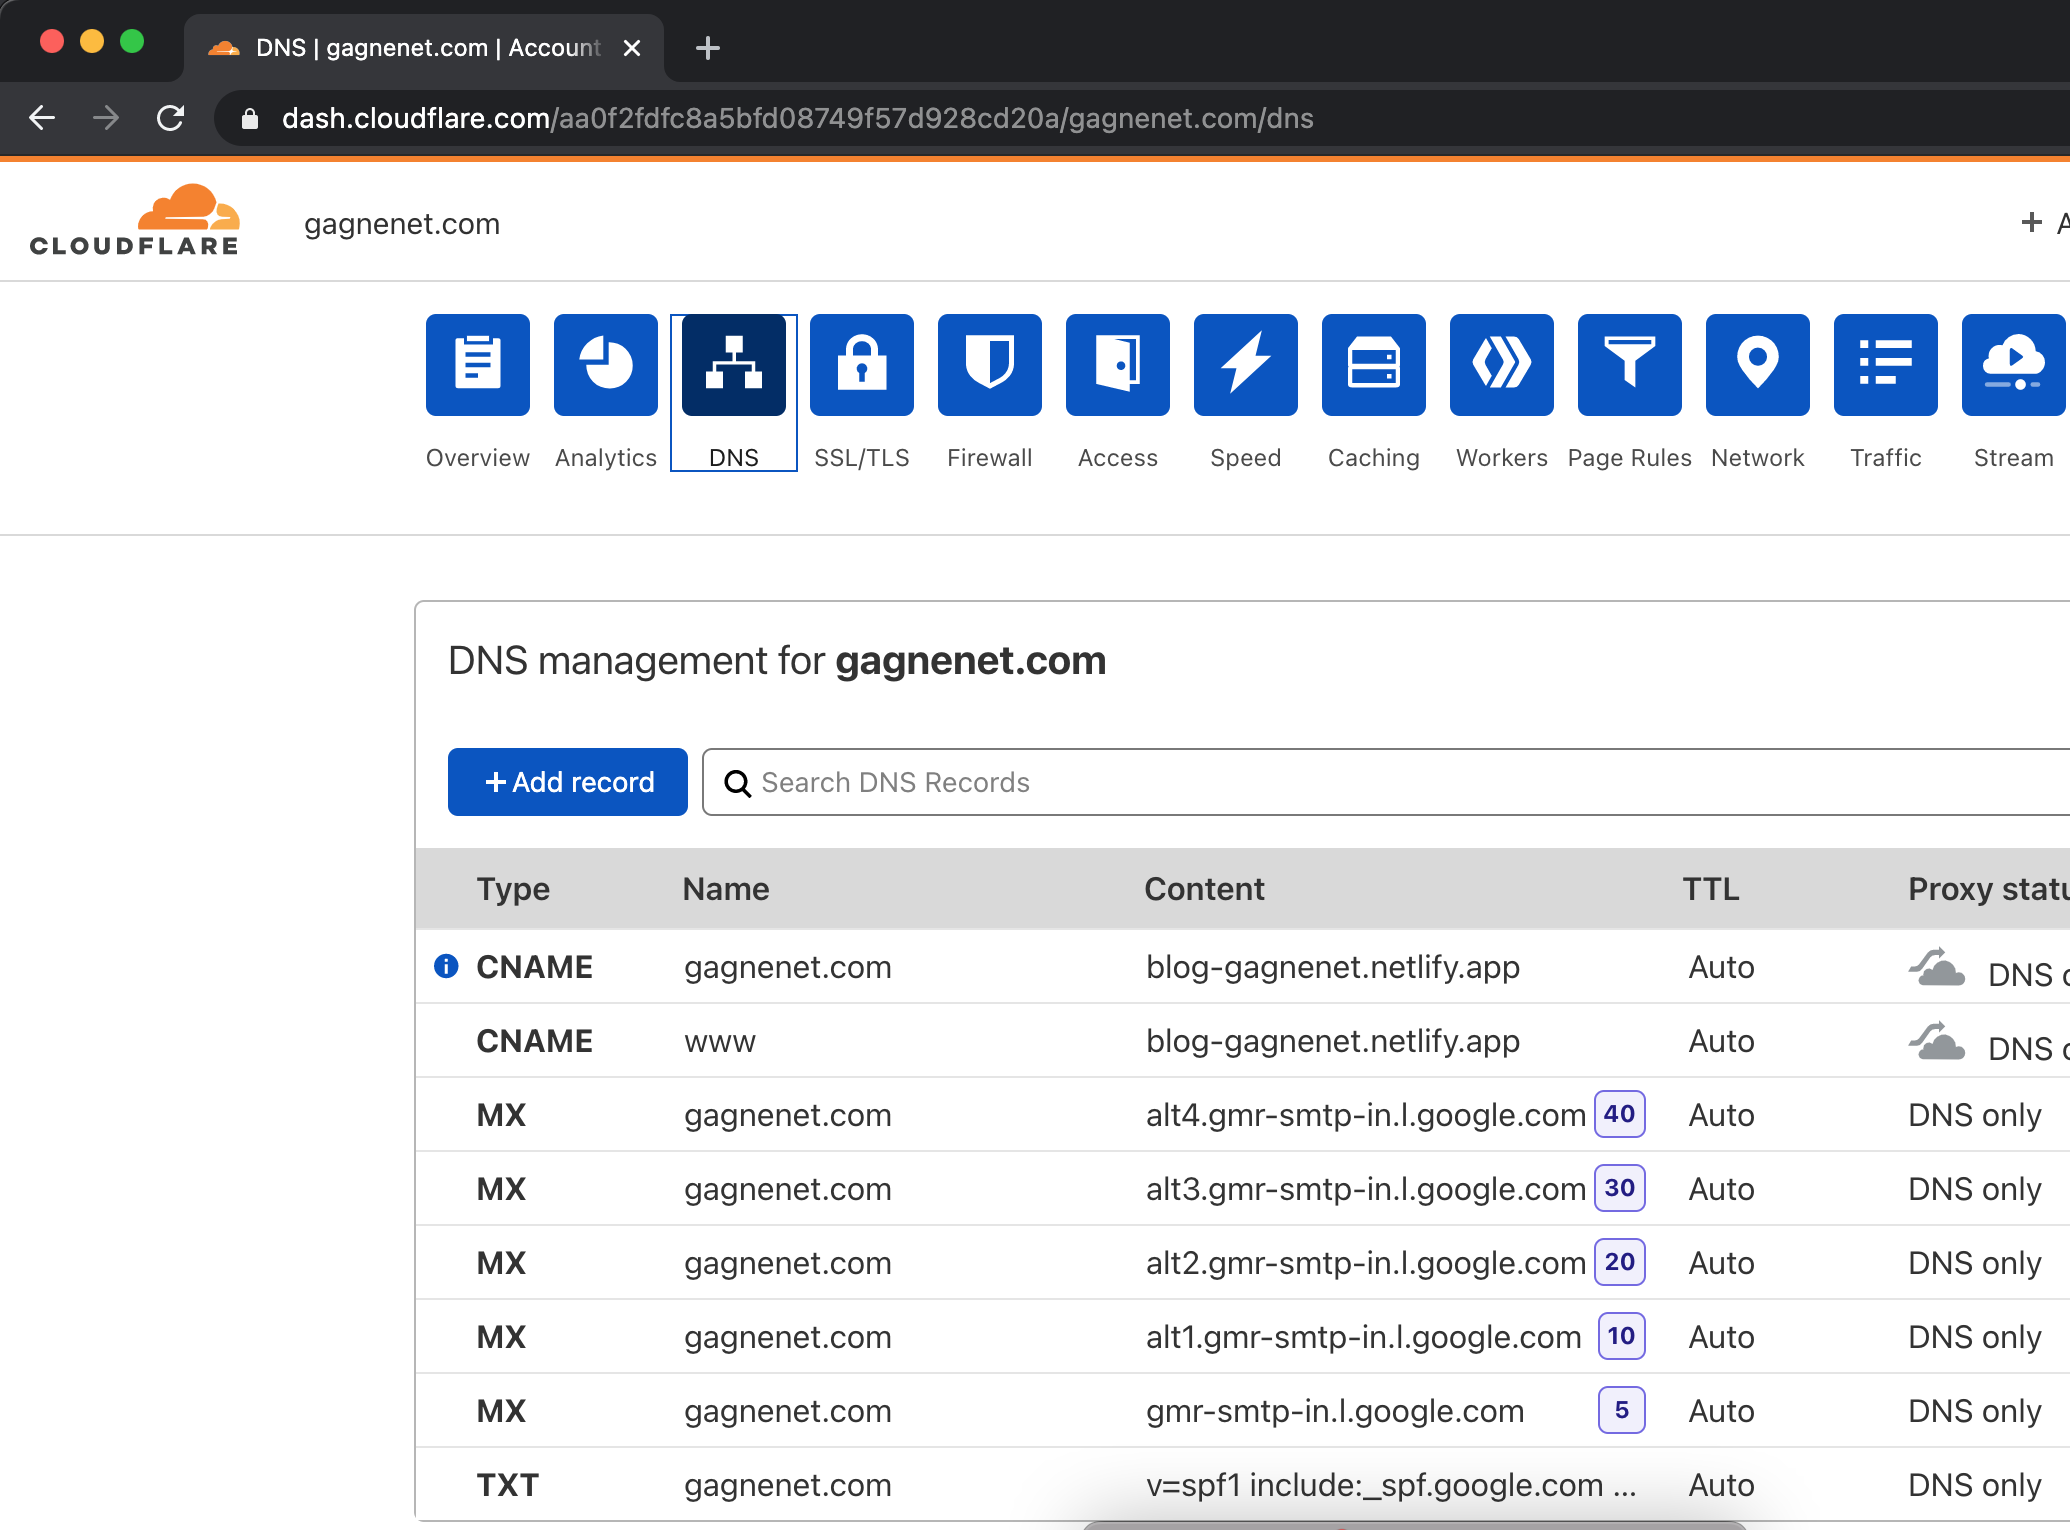 DNS | gagnenet.com | Account
dash.cloudflare.com/aa0f2fdfc8a5bfd08749f57d928cd20a/gagnenet.com/dns
CLOUDFLARE
gagnenet.com
+ A
Overview Analytics DNS SSL/TLS Firewall Access Speed Caching Workers Page Rules Network Traffic Stream
DNS management for gagnenet.com
+ Add record
Search DNS Records
Type Name Content TTL Proxy statu
CNAME gagnenet.com blog-gagnenet.netlify.app Auto DNS o
CNAME www blog-gagnenet.netlify.app Auto DNS o
MX gagnenet.com alt4.gmr-smtp-in.l.google.com 40 Auto DNS only
MX gagnenet.com alt3.gmr-smtp-in.l.google.com 30 Auto DNS only
MX gagnenet.com alt2.gmr-smtp-in.l.google.com 20 Auto DNS only
MX gagnenet.com alt1.gmr-smtp-in.l.google.com 10 Auto DNS only
MX gagnenet.com gmr-smtp-in.l.google.com 5 Auto DNS only
TXT gagnenet.com v=spf1 include:_spf.google.com ... Auto DNS only